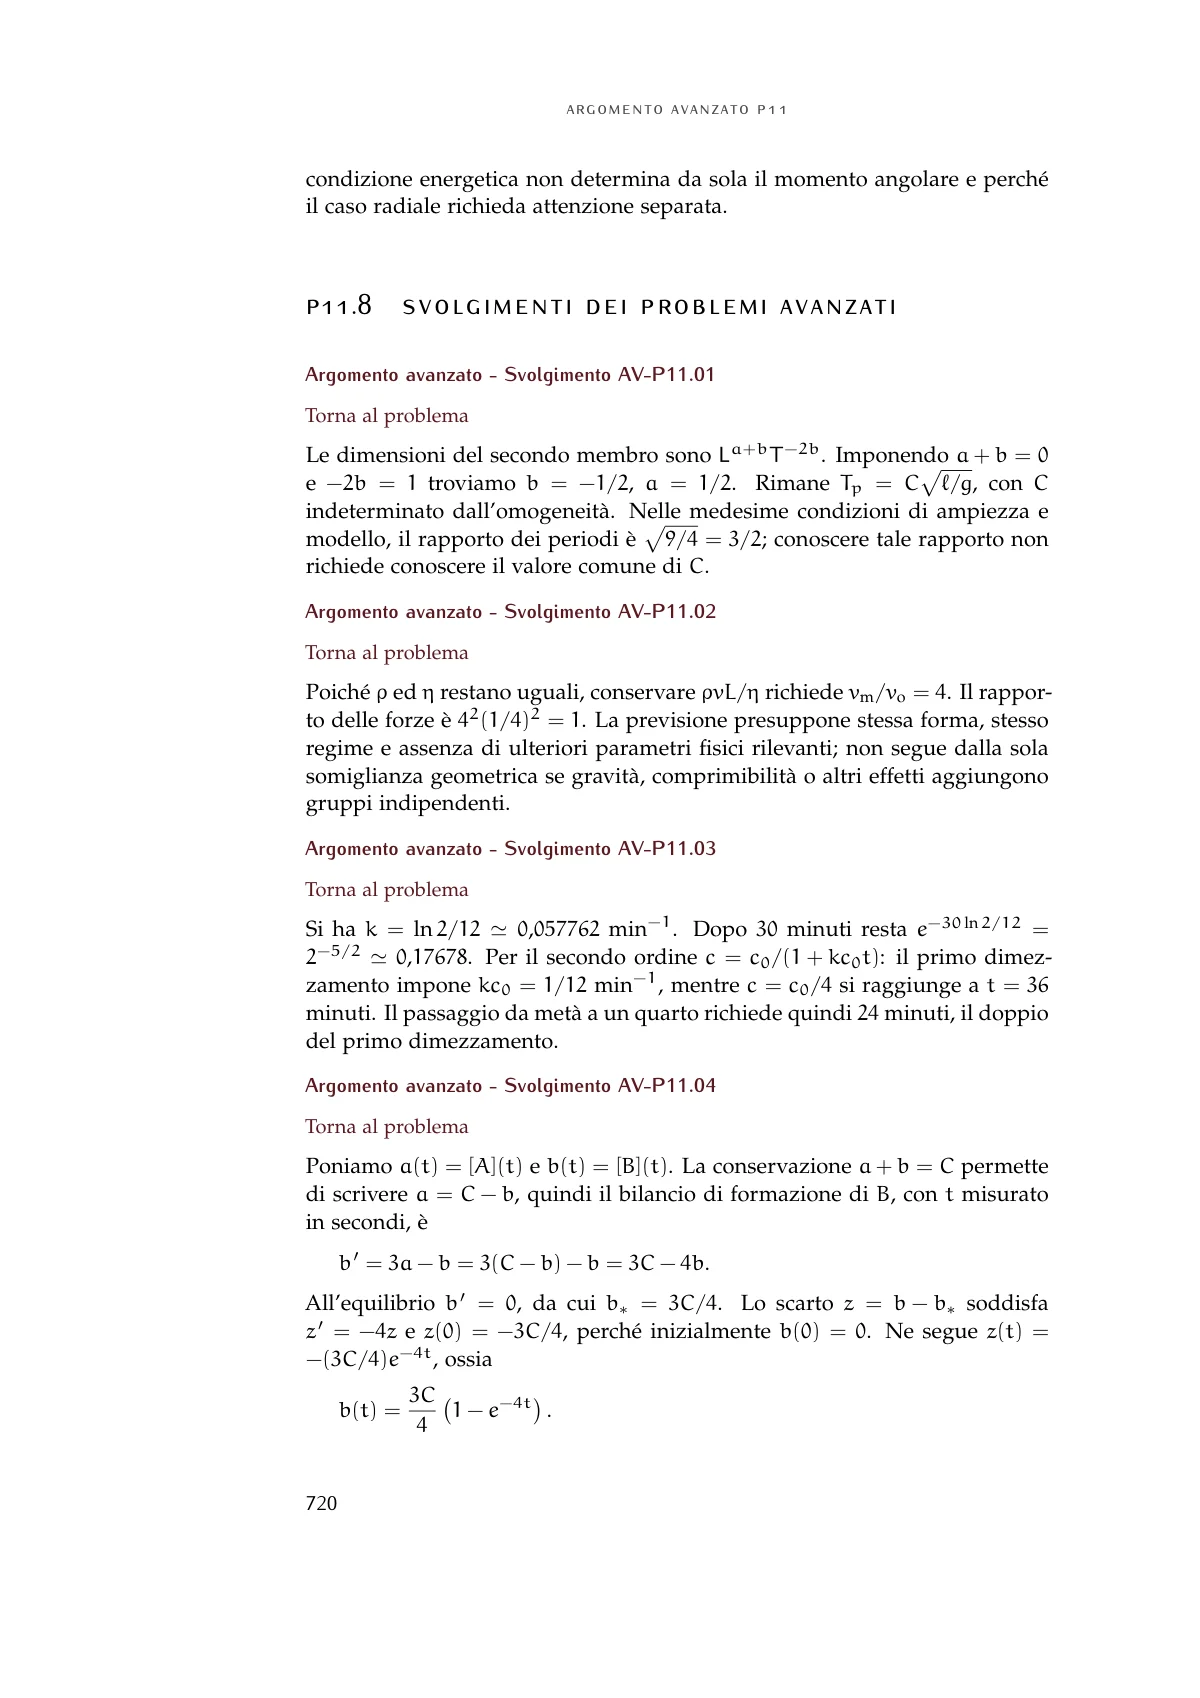 ARGOMENTO AVANZATO P11
condizione energetica non determina da sola il momento angolare e perché
il caso radiale richieda attenzione separata.
P11.8 SVOLGIMENTI DEI PROBLEMI AVANZATI
Argomento avanzato - Svolgimento AV-P11.01
Torna al problema
Le dimensioni del secondo membro sono L^{a+b}T^{−2b}. Imponendo a + b = 0
e −2b = 1 troviamo b = −1/2, a = 1/2. Rimane T_p = C√(ℓ/g), con C
indeterminato dall'omogeneità. Nelle medesime condizioni di ampiezza e
modello, il rapporto dei periodi è √(9/4) = 3/2; conoscere tale rapporto non
richiede conoscere il valore comune di C.
Argomento avanzato - Svolgimento AV-P11.02
Torna al problema
Poiché ρ ed η restano uguali, conservare ρvL/η richiede v_m/v_o = 4. Il rappor-
to delle forze è 4²(1/4)² = 1. La previsione presuppone stessa forma, stesso
regime e assenza di ulteriori parametri fisici rilevanti; non segue dalla sola
somiglianza geometrica se gravità, comprimibilità o altri effetti aggiungono
gruppi indipendenti.
Argomento avanzato - Svolgimento AV-P11.03
Torna al problema
Si ha k = ln 2/12 ≃ 0,057762 min⁻¹. Dopo 30 minuti resta e^{−30 ln 2/12} =
2^{−5/2} ≃ 0,17678. Per il secondo ordine c = c₀/(1 + kc₀t): il primo dimez-
zamento impone kc₀ = 1/12 min⁻¹, mentre c = c₀/4 si raggiunge a t = 36
minuti. Il passaggio da metà a un quarto richiede quindi 24 minuti, il doppio
del primo dimezzamento.
Argomento avanzato - Svolgimento AV-P11.04
Torna al problema
Poniamo a(t) = [A](t) e b(t) = [B](t). La conservazione a + b = C permette
di scrivere a = C − b, quindi il bilancio di formazione di B, con t misurato
in secondi, è
b′ = 3a − b = 3(C − b) − b = 3C − 4b.
All'equilibrio b′ = 0, da cui b_* = 3C/4. Lo scarto z = b − b_* soddisfa
z′ = −4z e z(0) = −3C/4, perché inizialmente b(0) = 0. Ne segue z(t) =
−(3C/4)e^{−4t}, ossia
b(t) = 3C/4 (1 − e^{−4t}).
720